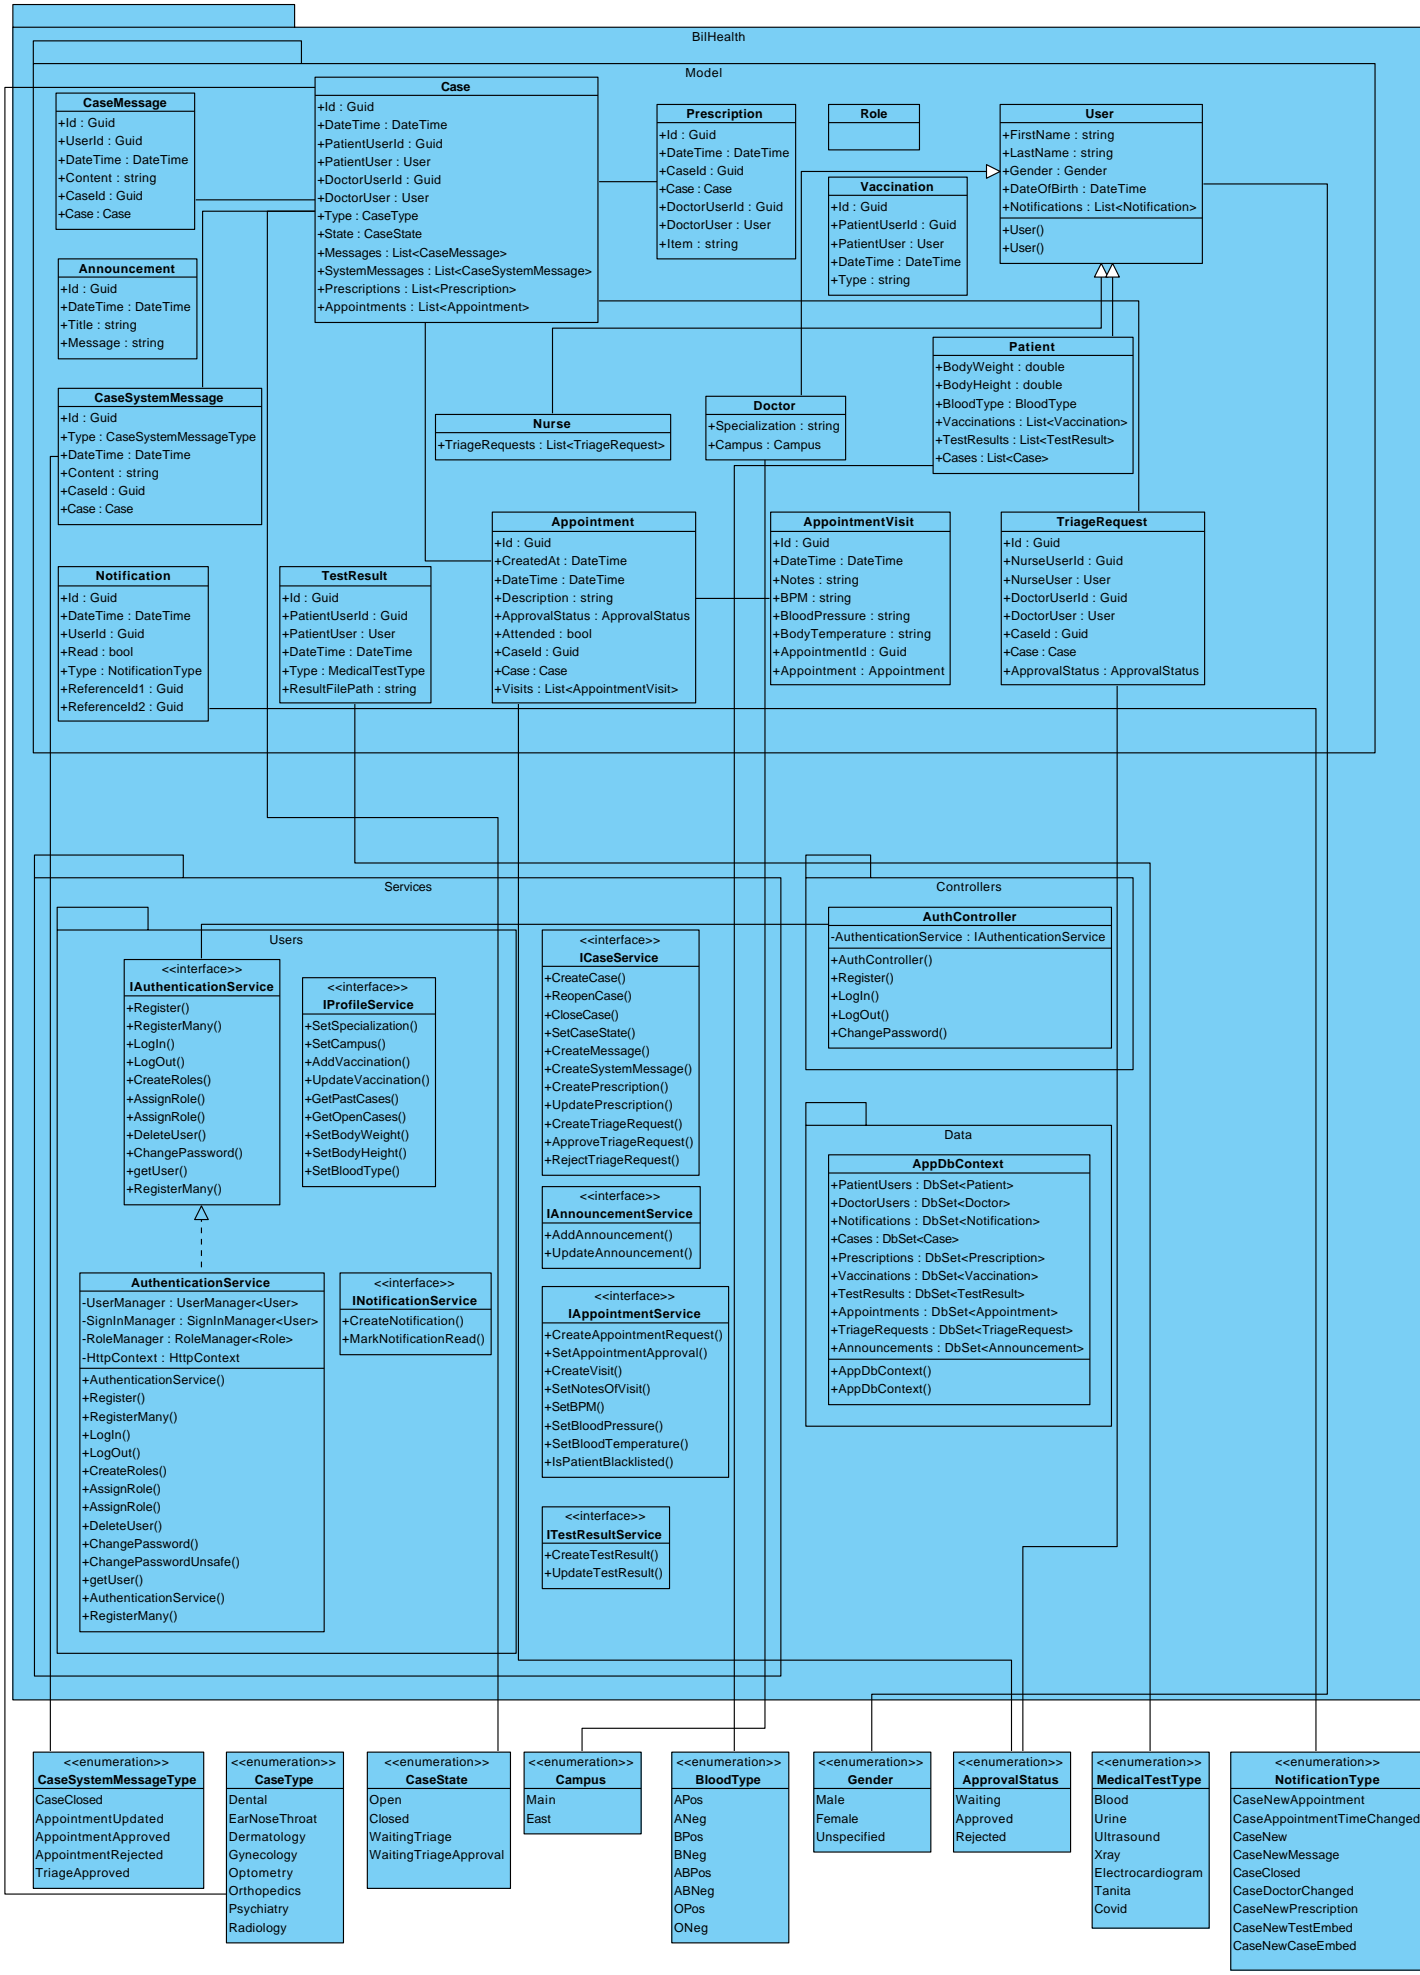 BilHealth
Model
CaseMessage
+Id : Guid
+UserId : Guid
+DateTime : DateTime
+Content : string
+CaseId : Guid
+Case : Case
Case
+Id : Guid
+DateTime : DateTime
+PatientUserId : Guid
+PatientUser : User
+DoctorUserId : Guid
+DoctorUser : User
+Type : CaseType
+State : CaseState
+Messages : List<CaseMessage>
+SystemMessages : List<CaseSystemMessage>
+Prescriptions : List<Prescription>
+Appointments : List<Appointment>
Prescription
+Id : Guid
+DateTime : DateTime
+CaseId : Guid
+Case : Case
+DoctorUserId : Guid
+DoctorUser : User
+Item : string
Role
User
+FirstName : string
+LastName : string
+Gender : Gender
+DateOfBirth : DateTime
+Notifications : List<Notification>
+User()
+User()
Vaccination
+Id : Guid
+PatientUserId : Guid
+PatientUser : User
+DateTime : DateTime
+Type : string
Announcement
+Id : Guid
+DateTime : DateTime
+Title : string
+Message : string
CaseSystemMessage
+Id : Guid
+Type : CaseSystemMessageType
+DateTime : DateTime
+Content : string
+CaseId : Guid
+Case : Case
Nurse
+TriageRequests : List<TriageRequest>
Doctor
+Specialization : string
+Campus : Campus
Patient
+BodyWeight : double
+BodyHeight : double
+BloodType : BloodType
+Vaccinations : List<Vaccination>
+TestResults : List<TestResult>
+Cases : List<Case>
Notification
+Id : Guid
+DateTime : DateTime
+UserId : Guid
+Read : bool
+Type : NotificationType
+ReferenceId1 : Guid
+ReferenceId2 : Guid
TestResult
+Id : Guid
+PatientUserId : Guid
+PatientUser : User
+DateTime : DateTime
+Type : MedicalTestType
+ResultFilePath : string
Appointment
+Id : Guid
+CreatedAt : DateTime
+DateTime : DateTime
+Description : string
+ApprovalStatus : ApprovalStatus
+Attended : bool
+CaseId : Guid
+Case : Case
+Visits : List<AppointmentVisit>
AppointmentVisit
+Id : Guid
+DateTime : DateTime
+Notes : string
+BPM : string
+BloodPressure : string
+BodyTemperature : string
+AppointmentId : Guid
+Appointment : Appointment
TriageRequest
+Id : Guid
+NurseUserId : Guid
+NurseUser : User
+DoctorUserId : Guid
+DoctorUser : User
+CaseId : Guid
+Case : Case
+ApprovalStatus : ApprovalStatus
Services
Users
<<interface>>
IAuthenticationService
+Register()
+RegisterMany()
+LogIn()
+LogOut()
+CreateRoles()
+AssignRole()
+AssignRole()
+DeleteUser()
+ChangePassword()
+getUser()
+RegisterMany()
<<interface>>
IProfileService
+SetSpecialization()
+SetCampus()
+AddVaccination()
+UpdateVaccination()
+GetPastCases()
+GetOpenCases()
+SetBodyWeight()
+SetBodyHeight()
+SetBloodType()
AuthenticationService
-UserManager : UserManager<User>
-SignInManager : SignInManager<User>
-RoleManager : RoleManager<Role>
-HttpContext : HttpContext
+AuthenticationService()
+Register()
+RegisterMany()
+LogIn()
+LogOut()
+CreateRoles()
+AssignRole()
+AssignRole()
+DeleteUser()
+ChangePassword()
+ChangePasswordUnsafe()
+getUser()
+AuthenticationService()
+RegisterMany()
<<interface>>
INotificationService
+CreateNotification()
+MarkNotificationRead()
<<interface>>
ICaseService
+CreateCase()
+ReopenCase()
+CloseCase()
+SetCaseState()
+CreateMessage()
+CreateSystemMessage()
+CreatePrescription()
+UpdatePrescription()
+CreateTriageRequest()
+ApproveTriageRequest()
+RejectTriageRequest()
<<interface>>
IAnnouncementService
+AddAnnouncement()
+UpdateAnnouncement()
<<interface>>
IAppointmentService
+CreateAppointmentRequest()
+SetAppointmentApproval()
+CreateVisit()
+SetNotesOfVisit()
+SetBPM()
+SetBloodPressure()
+SetBloodTemperature()
+IsPatientBlacklisted()
<<interface>>
ITestResultService
+CreateTestResult()
+UpdateTestResult()
Controllers
AuthController
-AuthenticationService : IAuthenticationService
+AuthController()
+Register()
+LogIn()
+LogOut()
+ChangePassword()
Data
AppDbContext
+PatientUsers : DbSet<Patient>
+DoctorUsers : DbSet<Doctor>
+Notifications : DbSet<Notification>
+Cases : DbSet<Case>
+Prescriptions : DbSet<Prescription>
+Vaccinations : DbSet<Vaccination>
+TestResults : DbSet<TestResult>
+Appointments : DbSet<Appointment>
+TriageRequests : DbSet<TriageRequest>
+Announcements : DbSet<Announcement>
+AppDbContext()
+AppDbContext()
<<enumeration>>
CaseSystemMessageType
CaseClosed
AppointmentUpdated
AppointmentApproved
AppointmentRejected
TriageApproved
<<enumeration>>
CaseType
Dental
EarNoseThroat
Dermatology
Gynecology
Optometry
Orthopedics
Psychiatry
Radiology
<<enumeration>>
CaseState
Open
Closed
WaitingTriage
WaitingTriageApproval
<<enumeration>>
Campus
Main
East
<<enumeration>>
BloodType
APos
ANeg
BPos
BNeg
ABPos
ABNeg
OPos
ONeg
<<enumeration>>
Gender
Male
Female
Unspecified
<<enumeration>>
ApprovalStatus
Waiting
Approved
Rejected
<<enumeration>>
MedicalTestType
Blood
Urine
Ultrasound
Xray
Electrocardiogram
Tanita
Covid
<<enumeration>>
NotificationType
CaseNewAppointment
CaseAppointmentTimeChanged
CaseNew
CaseNewMessage
CaseClosed
CaseDoctorChanged
CaseNewPrescription
CaseNewTestEmbed
CaseNewCaseEmbed